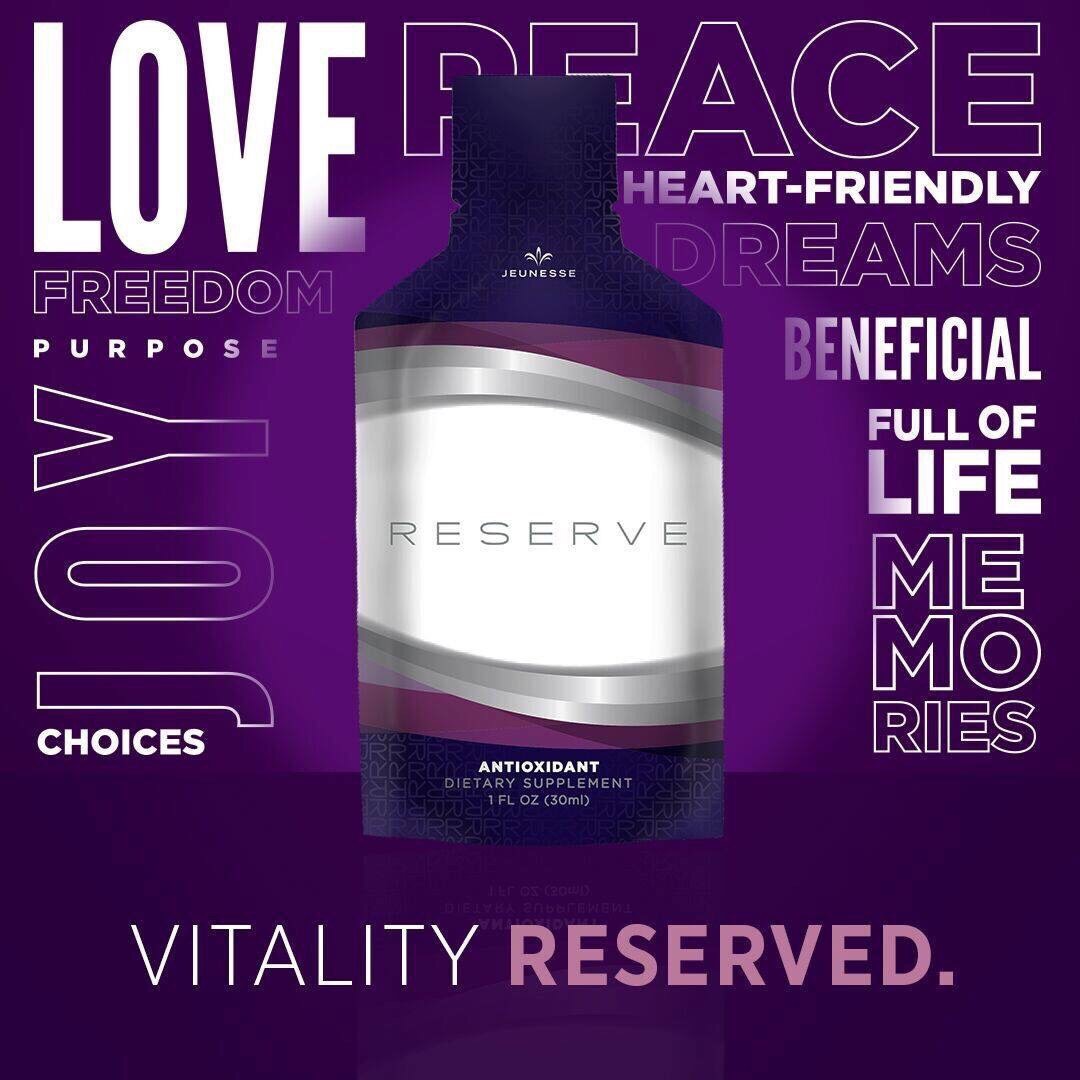 LOVE
FREEDOM
PURPOSE
JOY
CHOICES
PEACE
HEART-FRIENDLY
DREAMS
BENEFICIAL
FULL OF
LIFE
ME
MO
RIES
JEUNESSE
RESERVE
ANTIOXIDANT
DIETARY SUPPLEMENT
1 FL OZ (30ml)
VITALITY RESERVED.